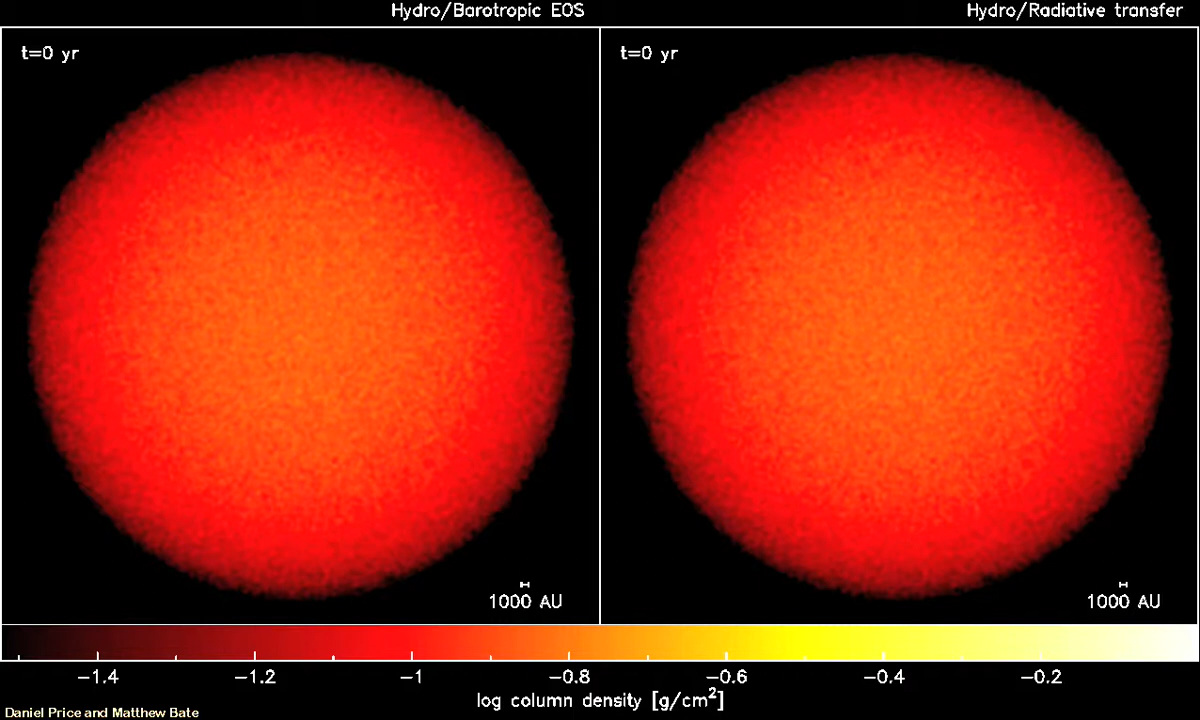 Hydro/Barotropic EOS
Hydro/Radiative transfer
t=0 yr
t=0 yr
1000 AU
1000 AU
−1.4 −1.2 −1 −0.8 −0.6 −0.4 −0.2
log column density [g/cm²]
Daniel Price and Matthew Bate